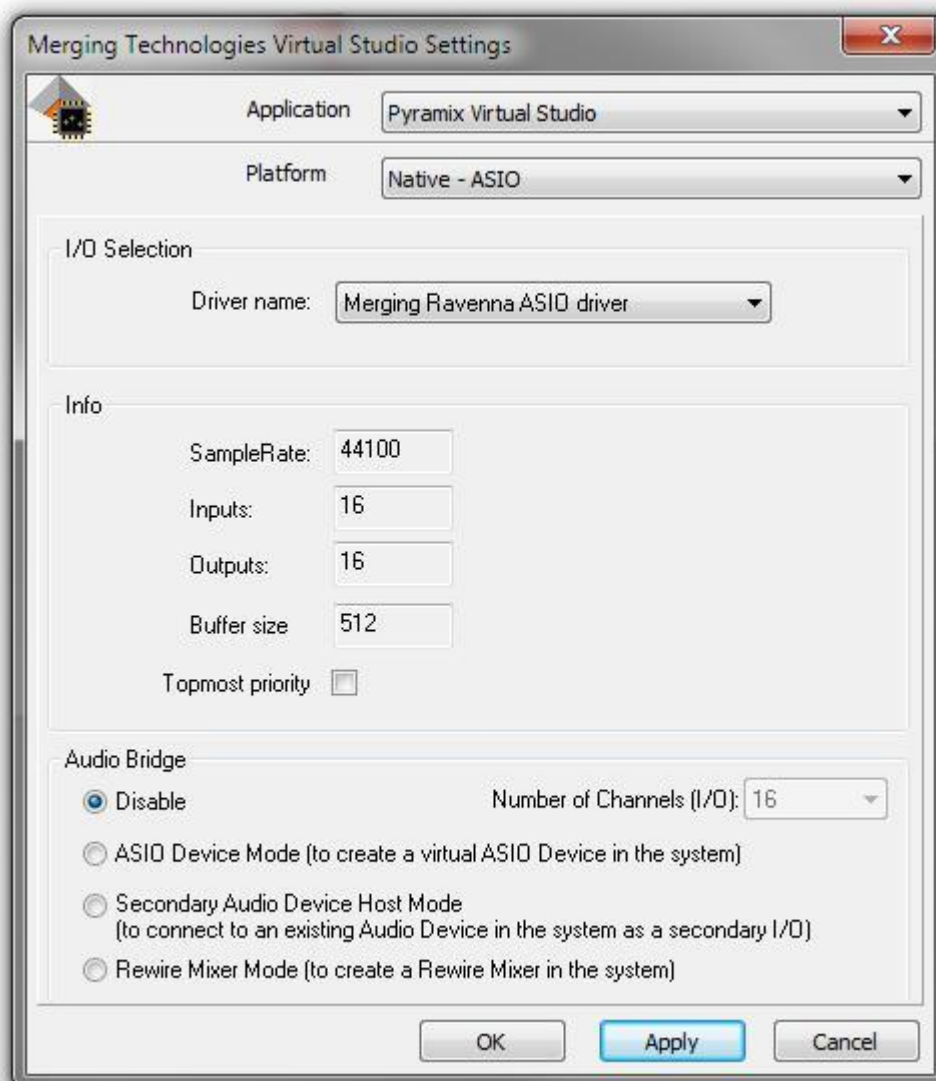 Merging Technologies Virtual Studio Settings
Application Pyramix Virtual Studio
Platform Native - ASIO
I/O Selection
Driver name: Merging Ravenna ASIO driver
Info
SampleRate: 44100
Inputs: 16
Outputs: 16
Buffer size 512
Topmost priority
Audio Bridge
Disable Number of Channels (I/O): 16
ASIO Device Mode (to create a virtual ASIO Device in the system)
Secondary Audio Device Host Mode
(to connect to an existing Audio Device in the system as a secondary I/O)
Rewire Mixer Mode (to create a Rewire Mixer in the system)
OK Apply Cancel